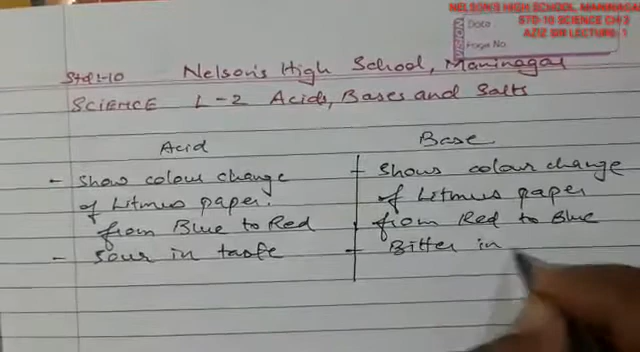 NELSON'S HIGH SCHOOL, MANINAGA
STD-10 SCIENCE CH 2
AZIZ SIR LECTURE 1
Date
Page No
Std:-10 Nelson's High School, Maninagar
SCIENCE L-2 Acids, Bases and Salts
Acid Base
- Show colour change - Shows colour change
of Litmus paper. of Litmus paper
from Blue to Red from Red to Blue
- Sour in taste - Bitter in